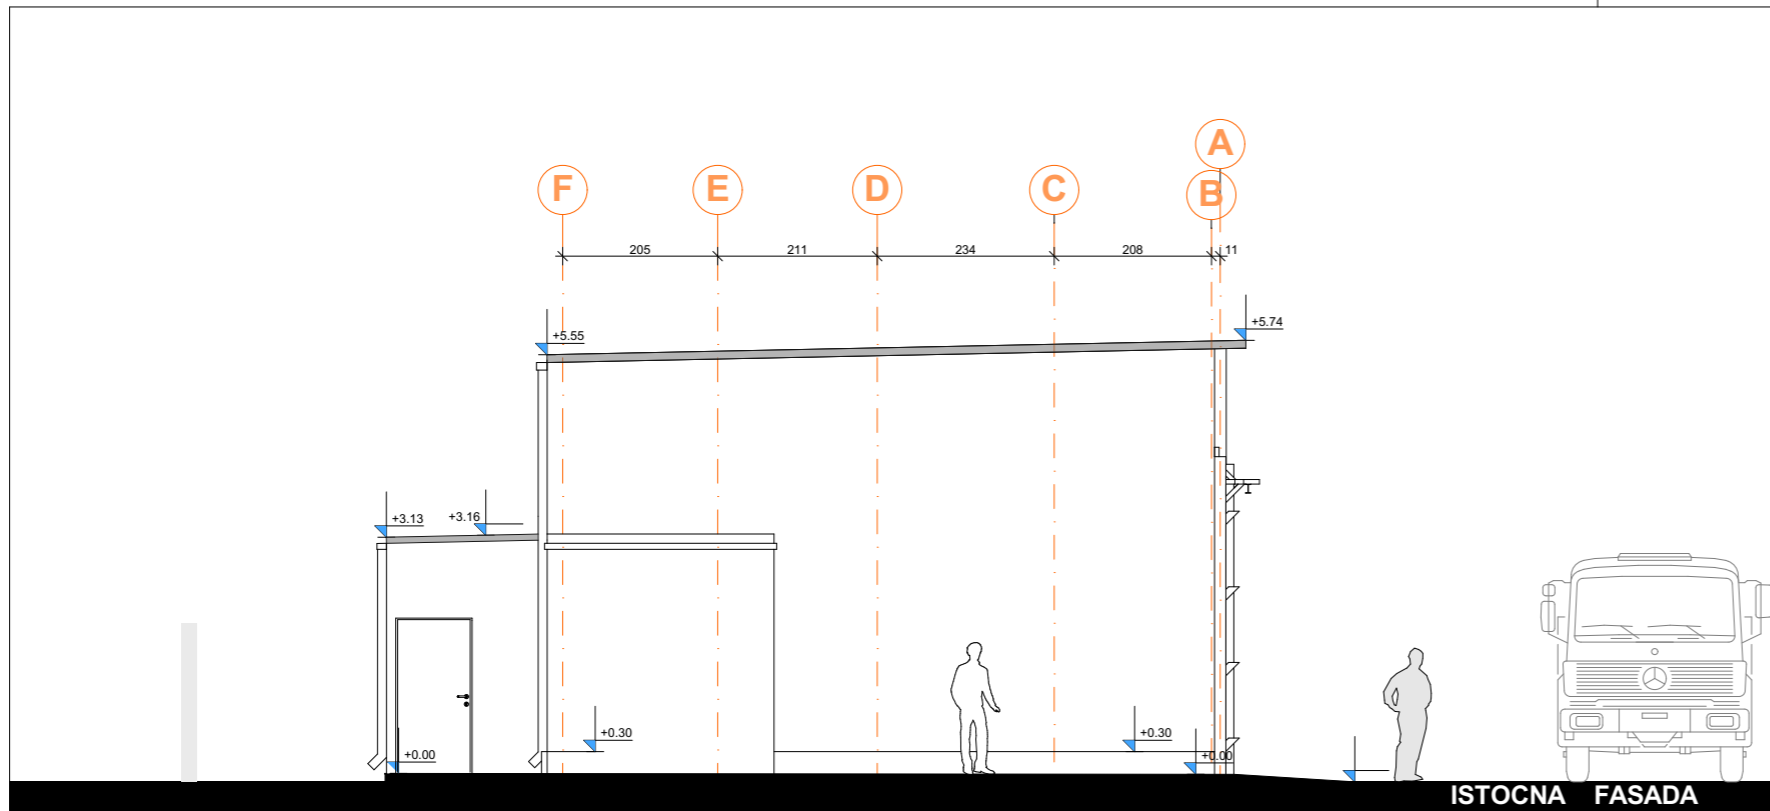 A
F E D C B
205 211 234 208 11
+5.74
+5.55
+3.13 +3.16
+0.30 +0.30
+0.00 +0.00
ISTOCNA FASADA